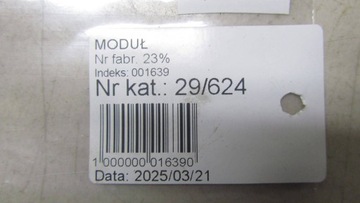 MODUŁ
Nr fabr. 23%
Indeks: 001639
Nr kat.: 29/624
1 000000 016390
Data: 2025/03/21